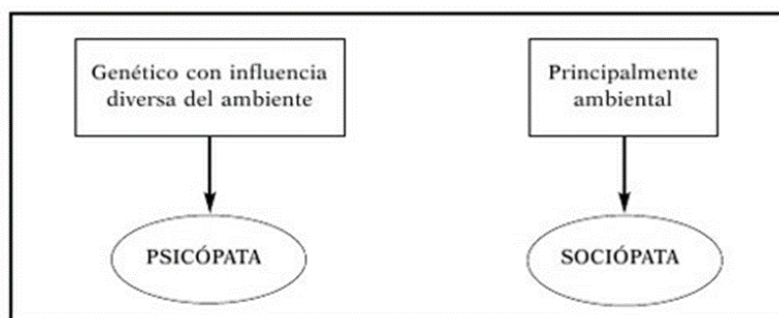 Genético con influencia
diversa del ambiente
Principalmente
ambiental
PSICÓPATA
SOCIÓPATA